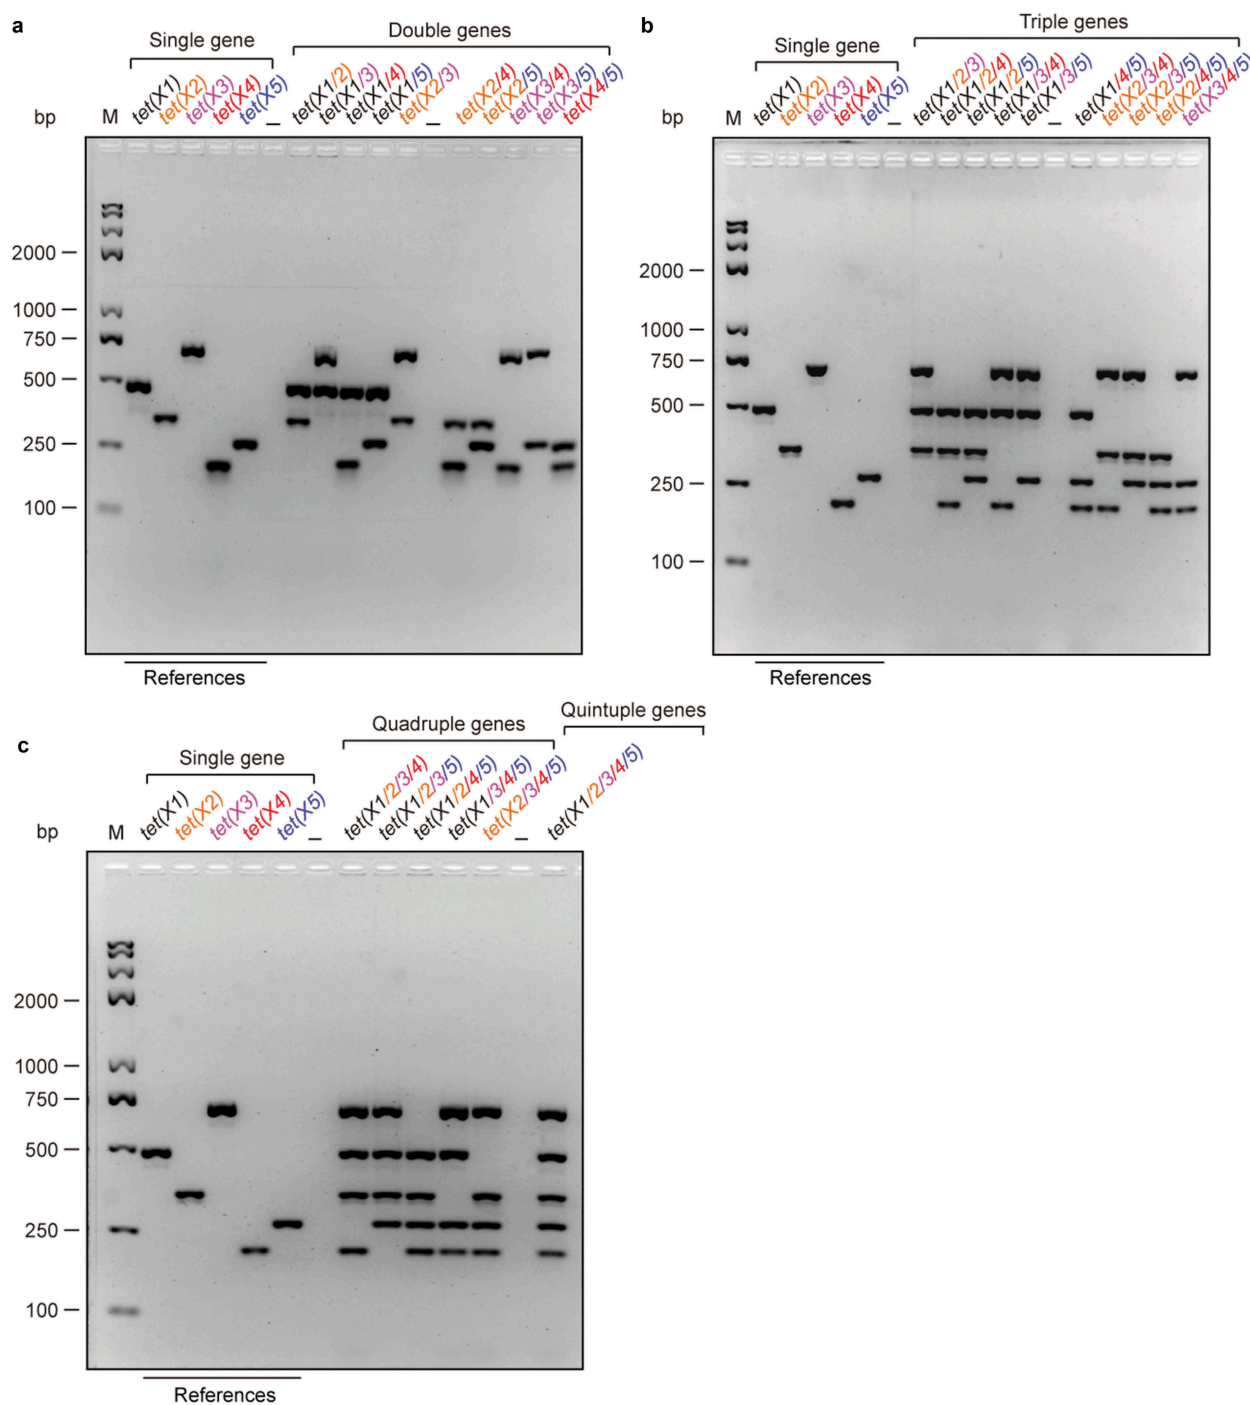 a
Single gene
Double genes
bp
M
tet(X1)
tet(X2)
tet(X3)
tet(X4)
tet(X5)
–
tet(X1/2)
tet(X1/3)
tet(X1/4)
tet(X1/5)
tet(X2/3)
–
tet(X2/4)
tet(X2/5)
tet(X3/4)
tet(X3/5)
tet(X4/5)
2000
1000
750
500
250
100
References
b
Single gene
Triple genes
bp
M
tet(X1)
tet(X2)
tet(X3)
tet(X4)
tet(X5)
–
tet(X1/2/3)
tet(X1/2/4)
tet(X1/2/5)
tet(X1/3/4)
tet(X1/3/5)
–
tet(X1/4/5)
tet(X2/3/4)
tet(X2/3/5)
tet(X2/4/5)
tet(X3/4/5)
2000
1000
750
500
250
100
References
c
Single gene
Quadruple genes
Quintuple genes
bp
M
tet(X1)
tet(X2)
tet(X3)
tet(X4)
tet(X5)
–
tet(X1/2/3/4)
tet(X1/2/3/5)
tet(X1/2/4/5)
tet(X1/3/4/5)
tet(X2/3/4/5)
–
tet(X1/2/3/4/5)
2000
1000
750
500
250
100
References